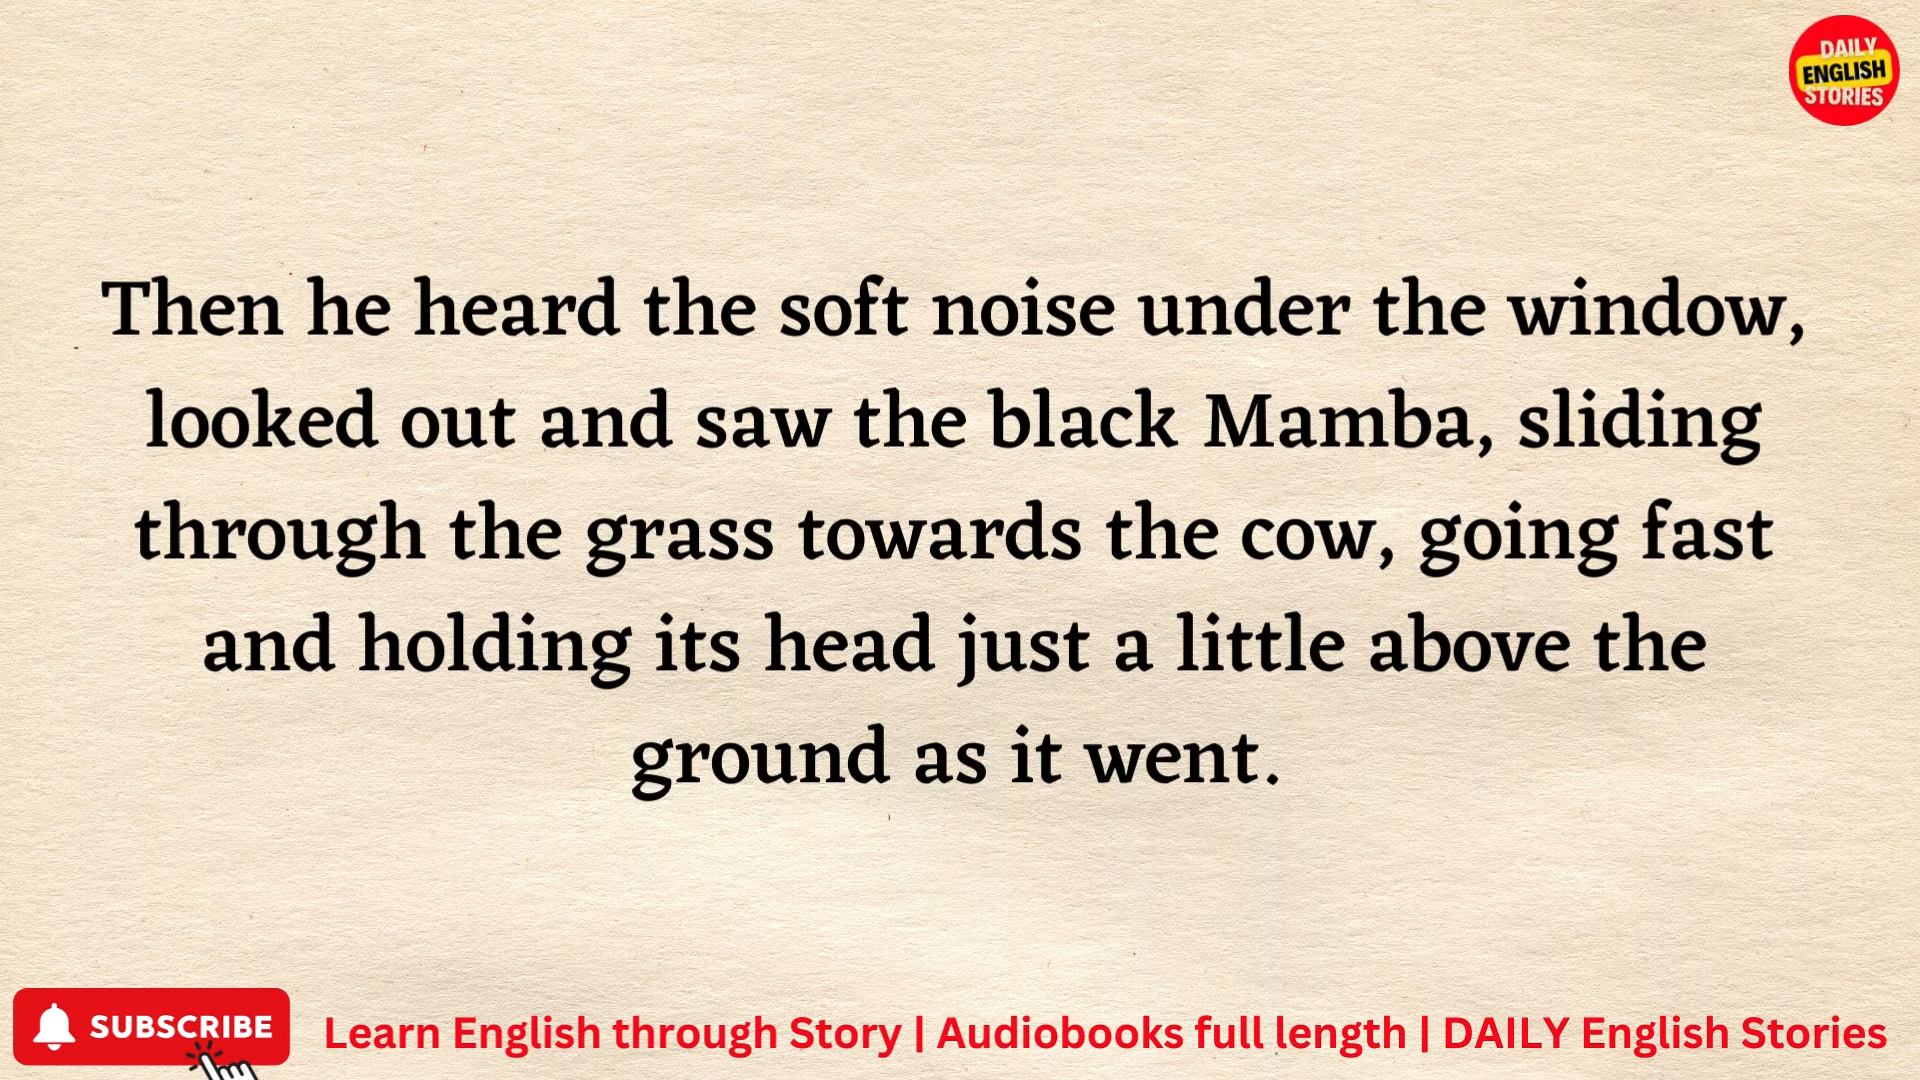 DAILY
ENGLISH
STORIES
Then he heard the soft noise under the window,
looked out and saw the black Mamba, sliding
through the grass towards the cow, going fast
and holding its head just a little above the
ground as it went.
SUBSCRIBE
Learn English through Story | Audiobooks full length | DAILY English Stories